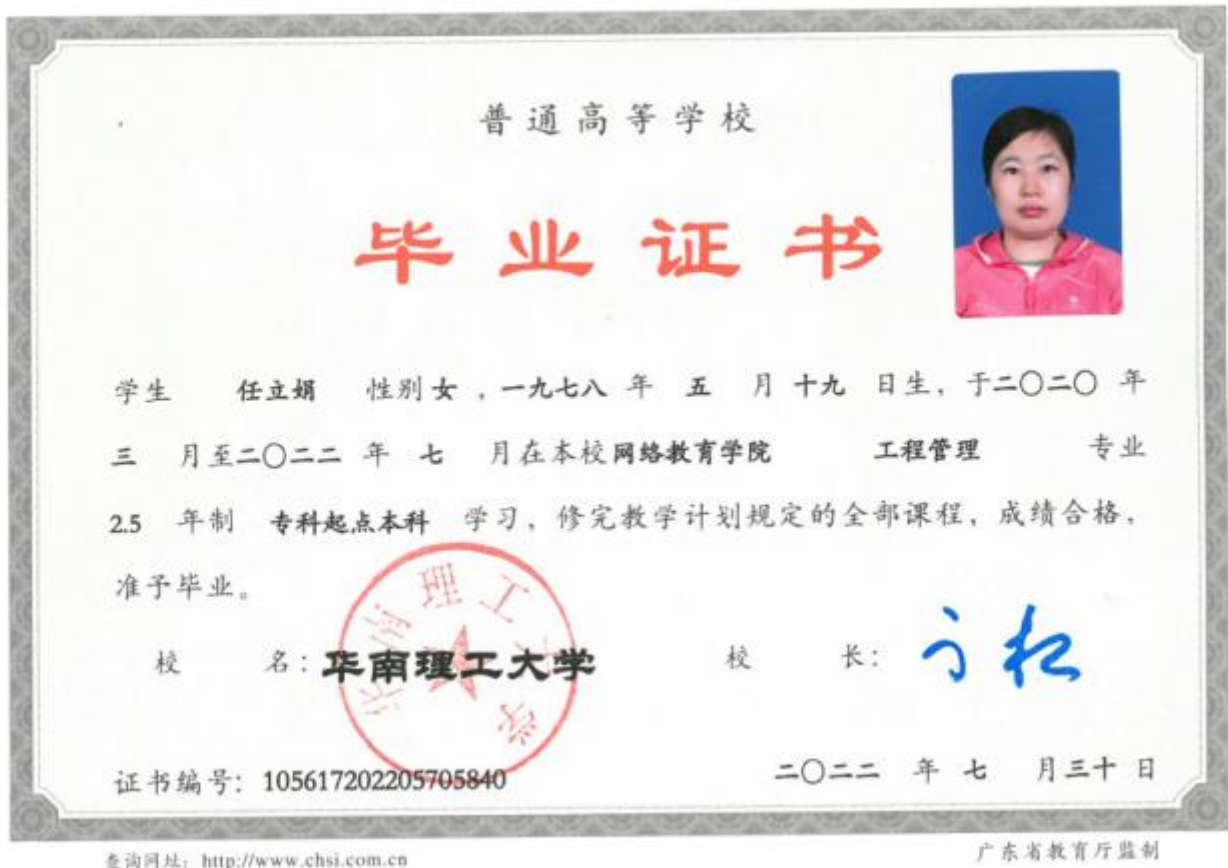 普通高等学校
毕业证书
学生 任立娟 性别 女 , 一九七八 年 五 月 十九 日生, 于二〇二〇 年
三 月至二〇二二 年 七 月在本校 网络教育学院 工程管理 专业
2.5 年制 专科起点本科 学习, 修完教学计划规定的全部课程, 成绩合格,
准予毕业。
华南理工大学
校 名: 华南理工大学 校 长:
证书编号: 105617202205705840 二〇二二 年 七 月 三十 日
查询网址: http://www.chsi.com.cn 广东省教育厅监制